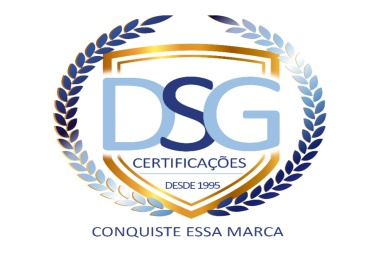 DSG
CERTIFICAÇÕES
DESDE 1995
CONQUISTE ESSA MARCA